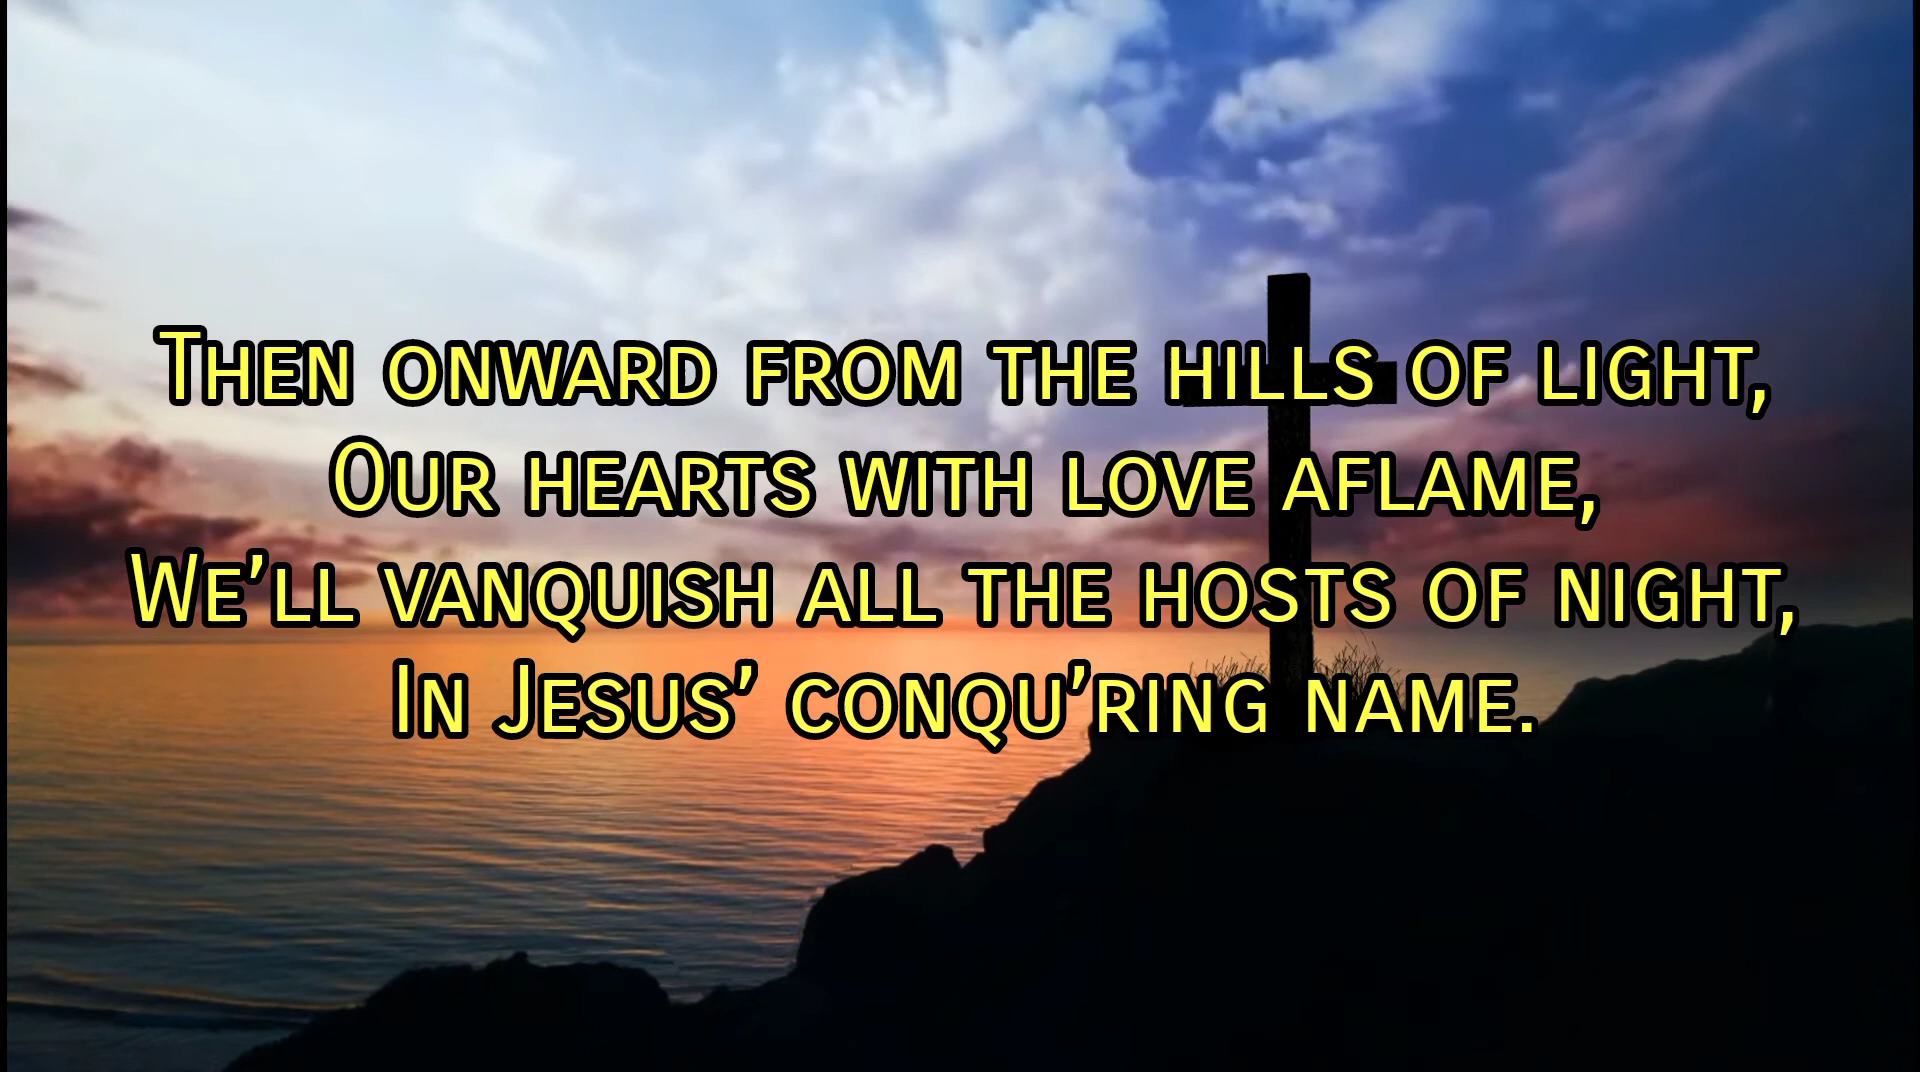 Then onward from the hills of light,
Our hearts with love aflame,
We'll vanquish all the hosts of night,
In Jesus' conqu'ring name.